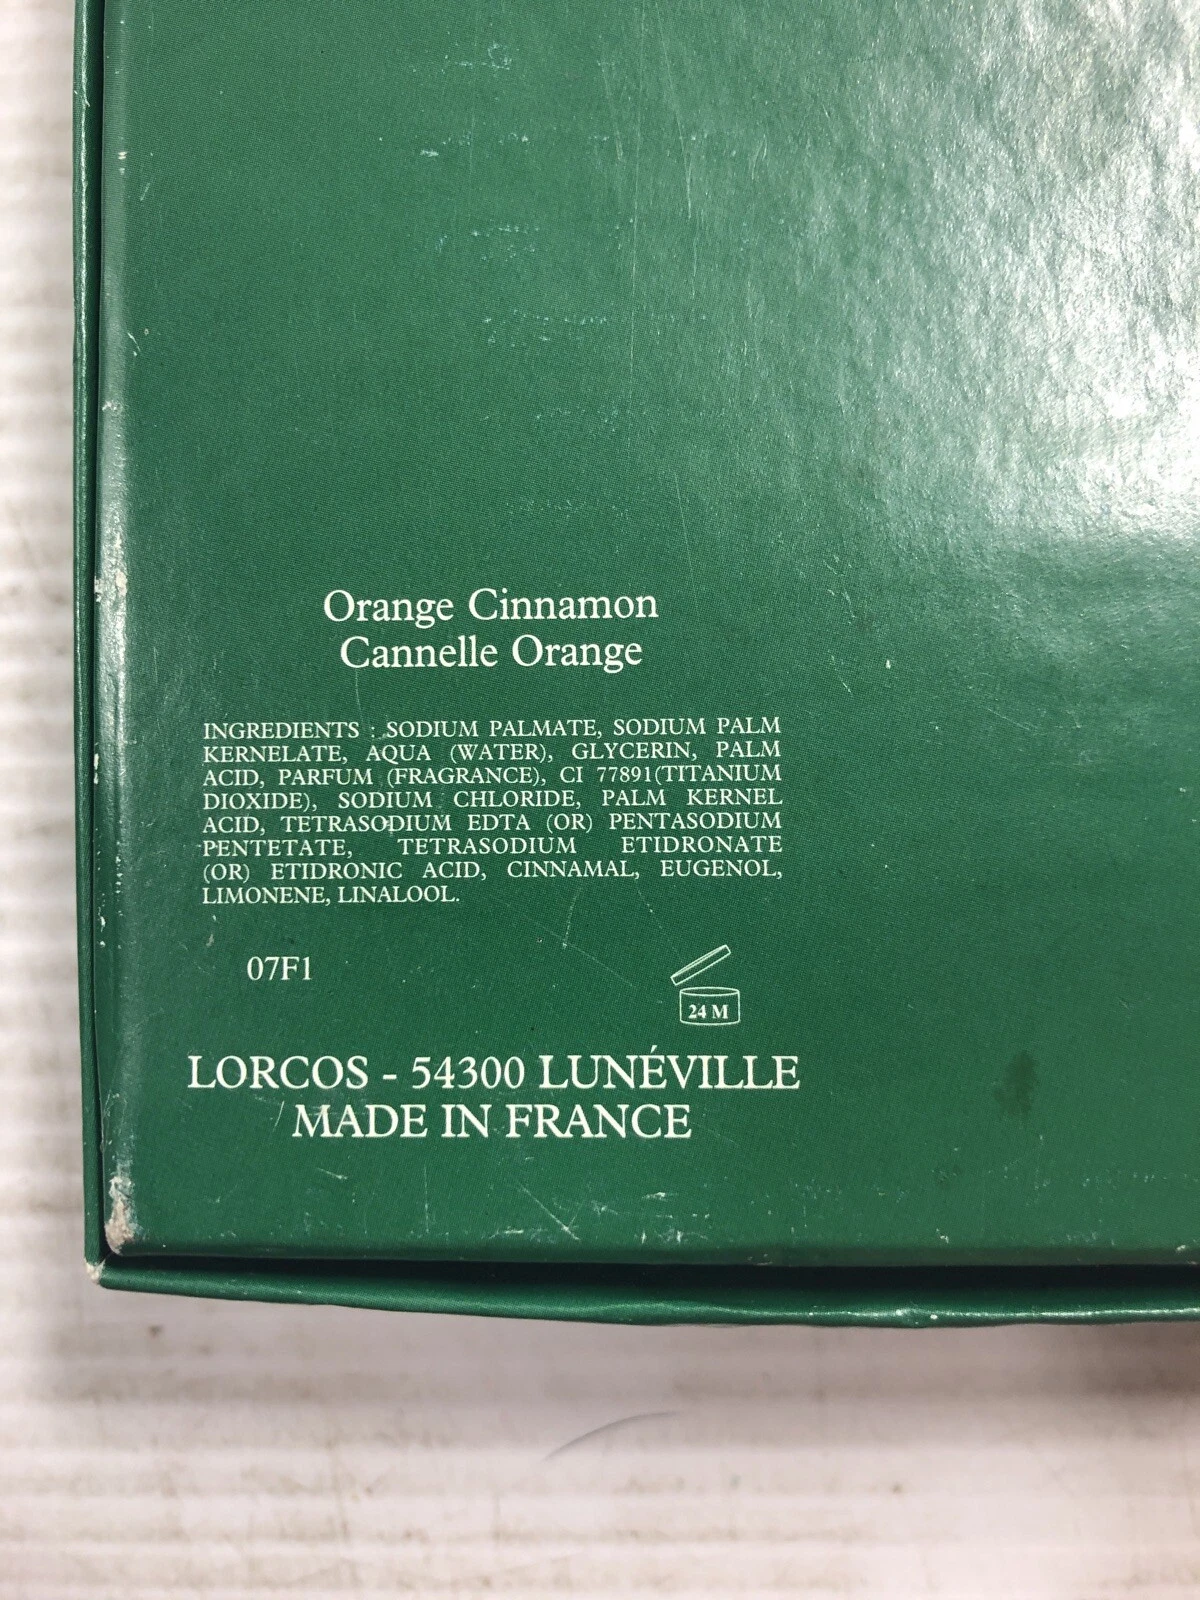 Orange Cinnamon
Cannelle Orange
INGREDIENTS : SODIUM PALMATE, SODIUM PALM
KERNELATE, AQUA (WATER), GLYCERIN, PALM
ACID, PARFUM (FRAGRANCE), CI 77891(TITANIUM
DIOXIDE), SODIUM CHLORIDE, PALM KERNEL
ACID, TETRASODIUM EDTA (OR) PENTASODIUM
PENTETATE, TETRASODIUM ETIDRONATE
(OR) ETIDRONIC ACID, CINNAMAL, EUGENOL,
LIMONENE, LINALOOL.
07F1
24 M
LORCOS - 54300 LUNÉVILLE
MADE IN FRANCE